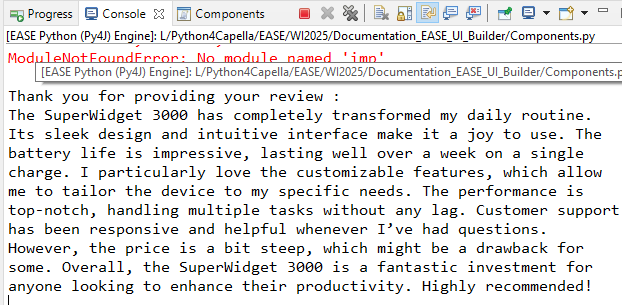 Progress Console Components
[EASE Python (Py4J) Engine]: L/Python4Capella/EASE/WI2025/Documentation_EASE_UI_Builder/Components.py
ModuleNotFoundError: No module named 'imp'
[EASE Python (Py4J) Engine]: L/Python4Capella/EASE/WI2025/Documentation_EASE_UI_Builder/Components.p
Thank you for providing your review :
The SuperWidget 3000 has completely transformed my daily routine.
Its sleek design and intuitive interface make it a joy to use. The
battery life is impressive, lasting well over a week on a single
charge. I particularly love the customizable features, which allow
me to tailor the device to my specific needs. The performance is
top-notch, handling multiple tasks without any lag. Customer support
has been responsive and helpful whenever I’ve had questions.
However, the price is a bit steep, which might be a drawback for
some. Overall, the SuperWidget 3000 is a fantastic investment for
anyone looking to enhance their productivity. Highly recommended!